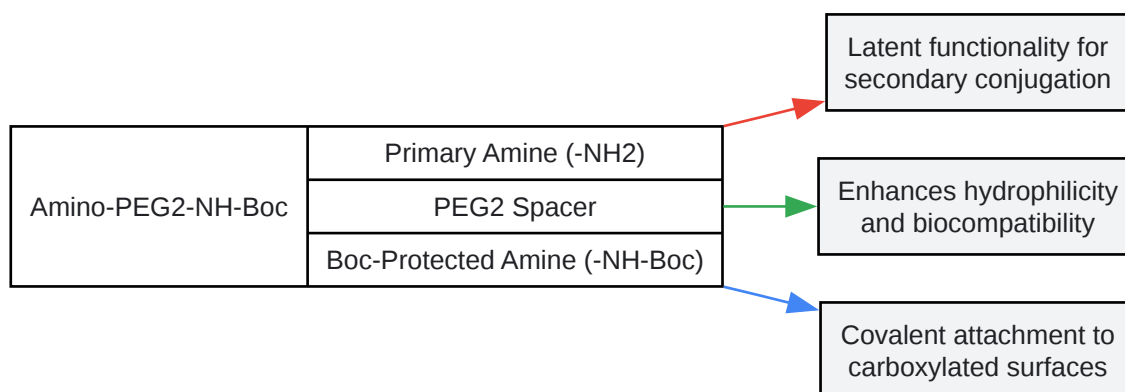 Amino-PEG2-NH-Boc
Primary Amine (-NH2)
PEG2 Spacer
Boc-Protected Amine (-NH-Boc)
Latent functionality for
secondary conjugation
Enhances hydrophilicity
and biocompatibility
Covalent attachment to
carboxylated surfaces